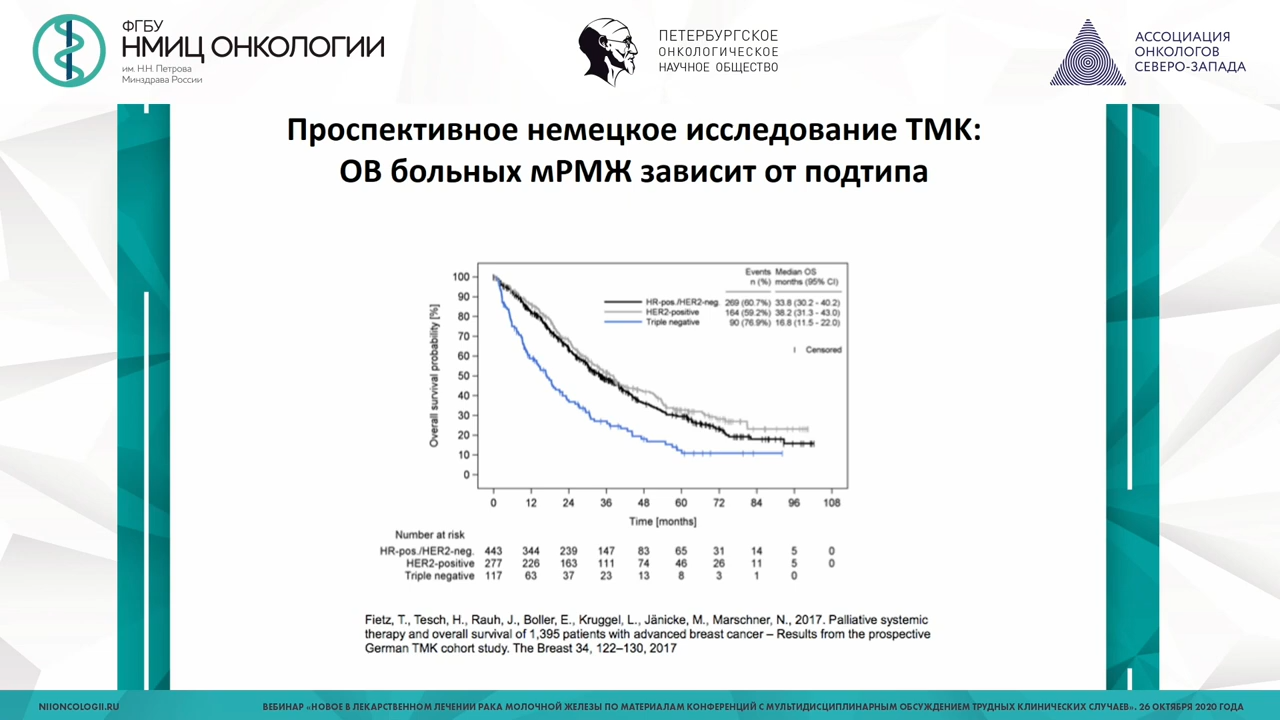 ФГБУ
НМИЦ ОНКОЛОГИИ
им. Н.Н. Петрова
Минздрава России
ПЕТЕРБУРГСКОЕ
ОНКОЛОГИЧЕСКОЕ
НАУЧНОЕ ОБЩЕСТВО
АССОЦИАЦИЯ
ОНКОЛОГОВ
СЕВЕРО-ЗАПАДА
Проспективное немецкое исследование ТМK:
ОВ больных мРМЖ зависит от подтипа
Events Median OS
n (%) months (95% CI)
HR-pos./HER2-neg. 269 (60.7%) 33.8 (30.2 - 40.2)
HER2-positive 164 (59.2%) 38.2 (31.3 - 43.0)
Triple negative 90 (76.9%) 16.8 (11.5 - 22.0)
Censored
Overall survival probability [%]
100
90
80
70
60
50
40
30
20
10
0
0 12 24 36 48 60 72 84 96 108
Time [months]
Number at risk
HR-pos./HER2-neg. 443 344 239 147 83 65 31 14 5 0
HER2-positive 277 226 163 111 74 46 26 11 5 0
Triple negative 117 63 37 23 13 8 3 1 0
Fietz, T., Tesch, H., Rauh, J., Boller, E., Kruggel, L., Jänicke, M., Marschner, N., 2017. Palliative systemic
therapy and overall survival of 1,395 patients with advanced breast cancer – Results from the prospective
German TMK cohort study. The Breast 34, 122–130, 2017
NIIONCOLOGII.RU
ВЕБИНАР «НОВОЕ В ЛЕКАРСТВЕННОМ ЛЕЧЕНИИ РАКА МОЛОЧНОЙ ЖЕЛЕЗЫ ПО МАТЕРИАЛАМ КОНФЕРЕНЦИЙ С МУЛЬТИДИСЦИПЛИНАРНЫМ ОБСУЖДЕНИЕМ ТРУДНЫХ КЛИНИЧЕСКИХ СЛУЧАЕВ». 26 ОКТЯБРЯ 2020 ГОДА